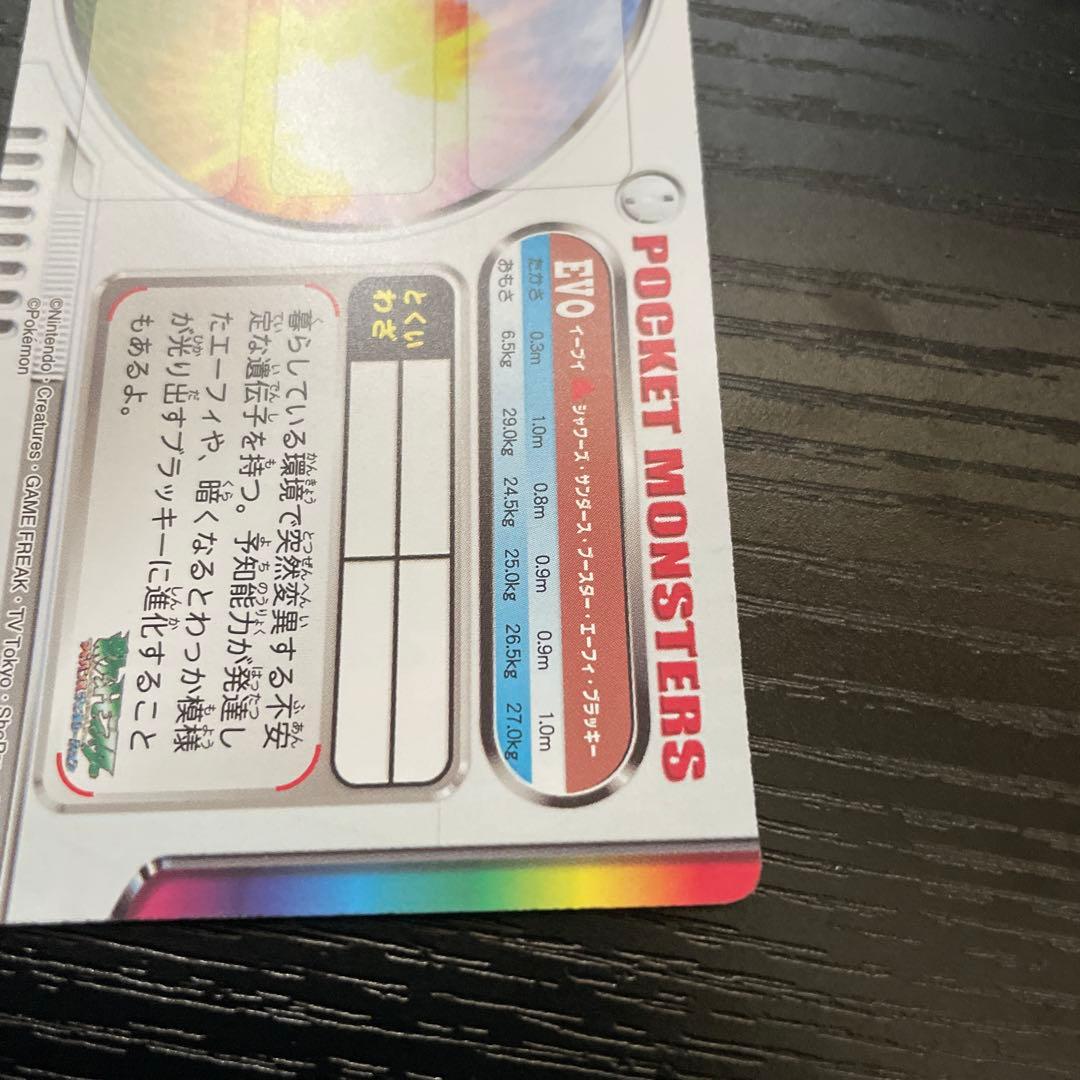 POCKET MONSTERS
EVO イーブイ ▲ シャワーズ・サンダース・ブースター・エーフィ・ブラッキー
たかさ 0.3m 1.0m 0.8m 0.9m 0.9m 1.0m
おもさ 6.5kg 29.0kg 24.5kg 25.0kg 26.5kg 27.0kg
とくい
わざ
暮らしている環境で突然変異する不安
定な遺伝子を持つ。予知能力が発達し
たエーフィや、暗くなるとわっか模様
が光り出すブラッキーに進化すること
もあるよ。
©Nintendo・Creatures・GAME FREAK・TV Tokyo・ShoPro
©Pokémon